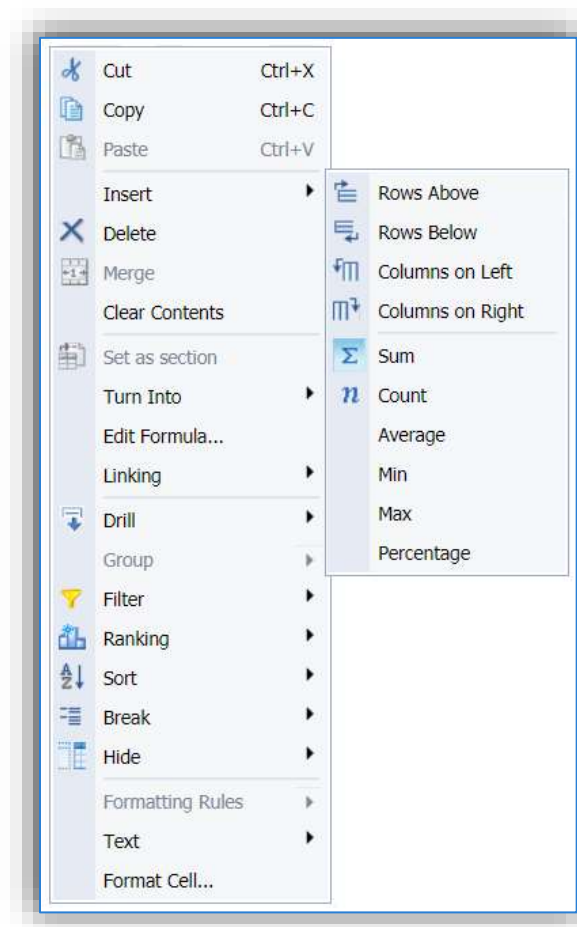 Cut Ctrl+X
Copy Ctrl+C
Paste Ctrl+V
Insert
Delete
Merge
Clear Contents
Set as section
Turn Into
Edit Formula...
Linking
Drill
Group
Filter
Ranking
Sort
Break
Hide
Formatting Rules
Text
Format Cell...
Rows Above
Rows Below
Columns on Left
Columns on Right
Σ Sum
n Count
Average
Min
Max
Percentage